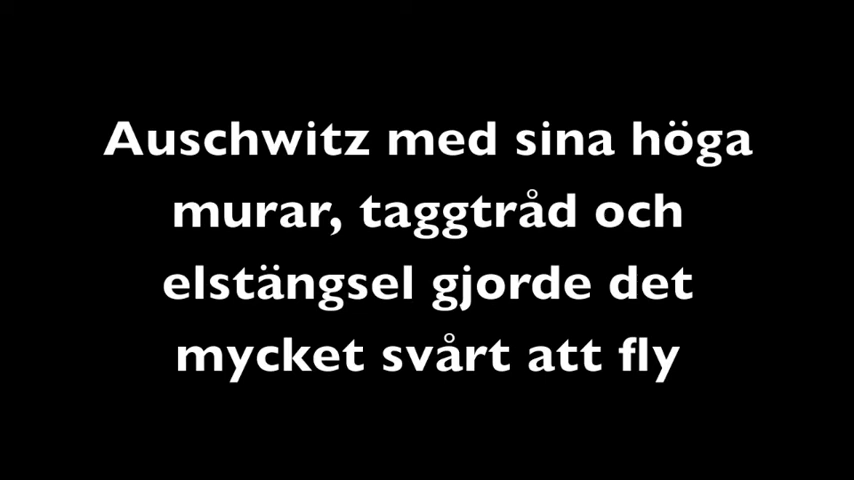 Auschwitz med sina höga
murar, taggtråd och
elstängsel gjorde det
mycket svårt att fly